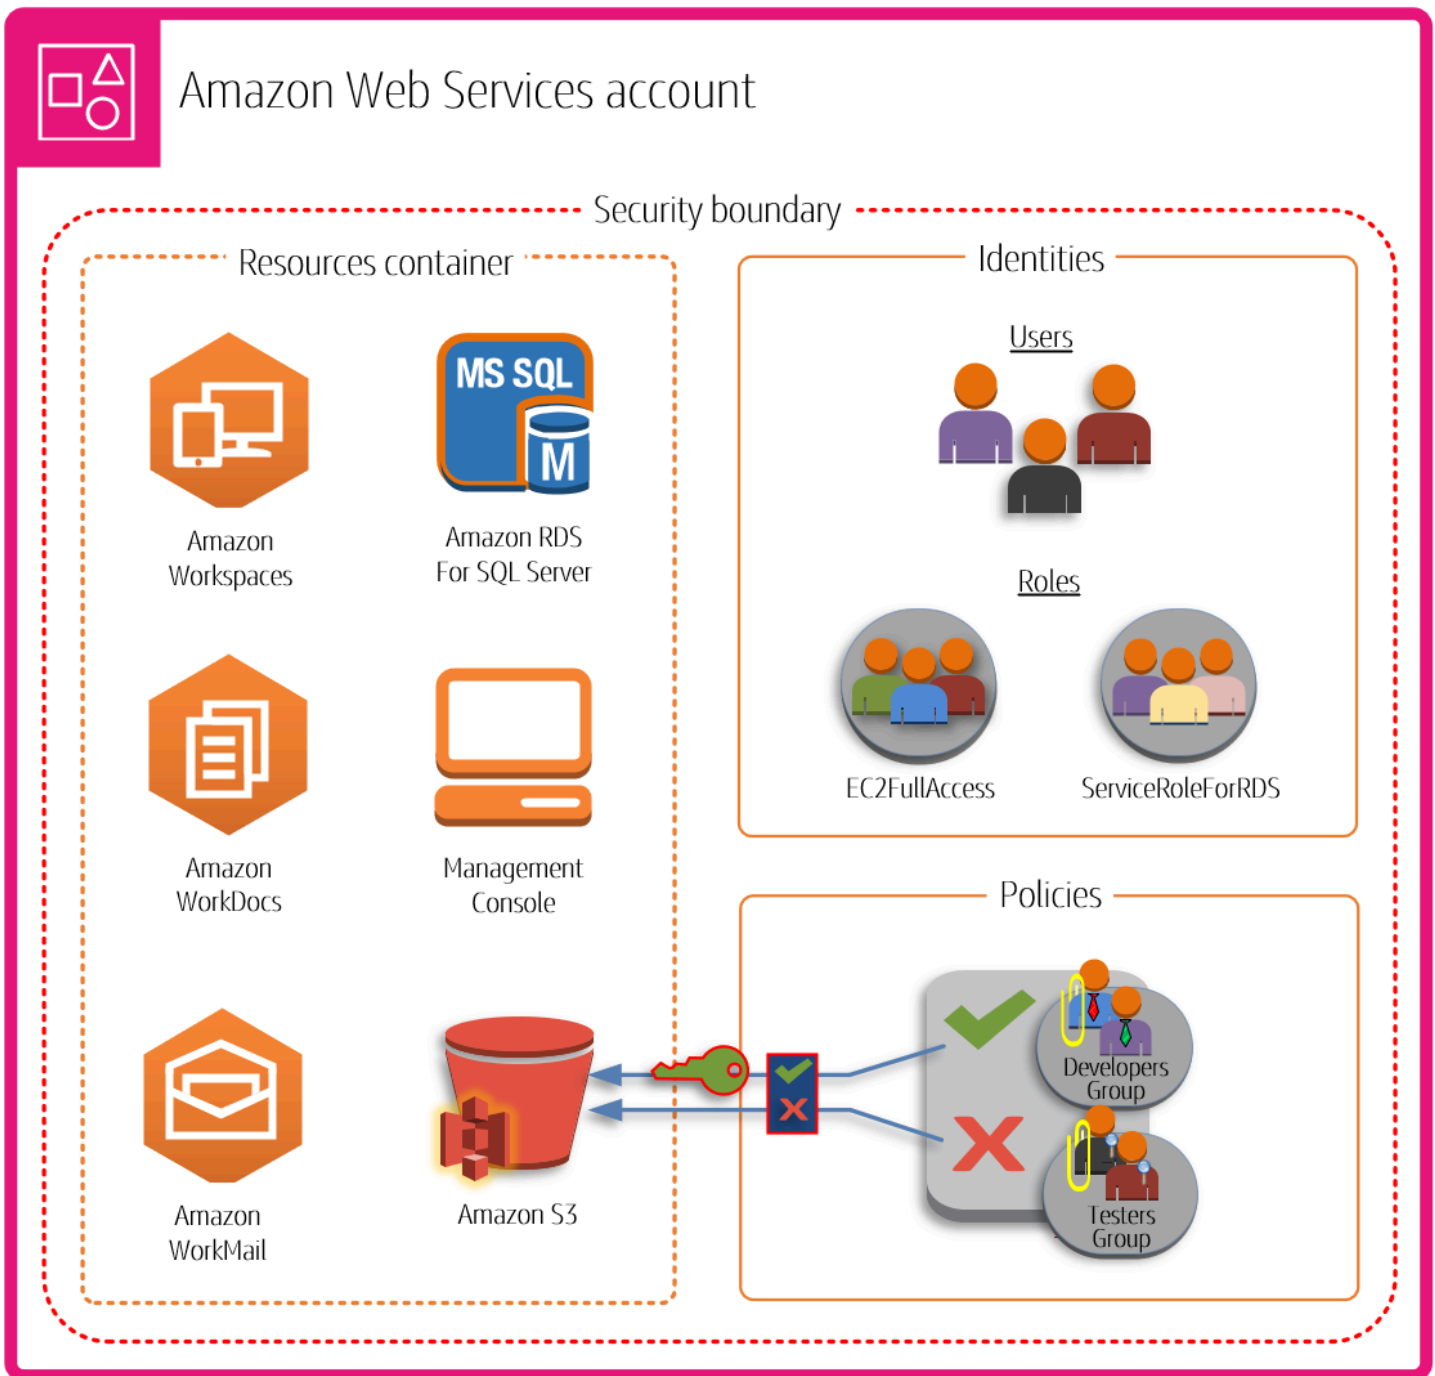 Amazon Web Services account
Security boundary
Resources container
Identities
Users
MS SQL
M
Amazon
Workspaces
Amazon RDS
For SQL Server
Roles
EC2FullAccess
ServiceRoleForRDS
Amazon
WorkDocs
Management
Console
Policies
Developers
Group
Testers
Group
Amazon S3
Amazon
WorkMail